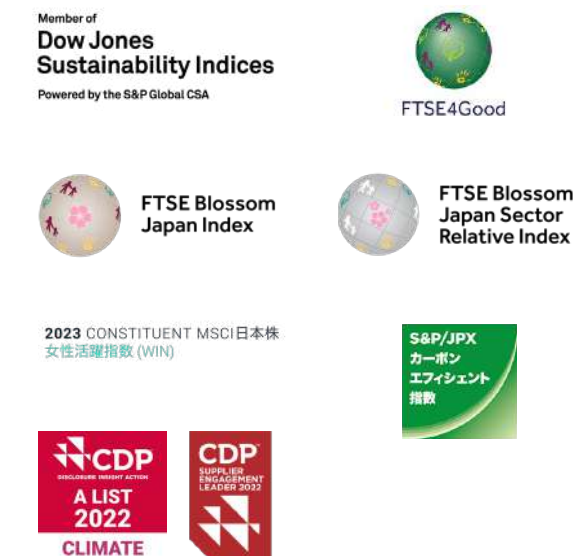 Member of
Dow Jones
Sustainability Indices
Powered by the S&P Global CSA
FTSE4Good
FTSE Blossom
Japan Index
FTSE Blossom
Japan Sector
Relative Index
2023 CONSTITUENT MSCI日本株
女性活躍指数 (WIN)
S&P/JPX
カーボン
エフィシェント
指数
CDP
DISCLOSURE INSIGHT ACTION
A LIST
2022
CLIMATE
CDP
SUPPLIER
ENGAGEMENT
LEADER 2022